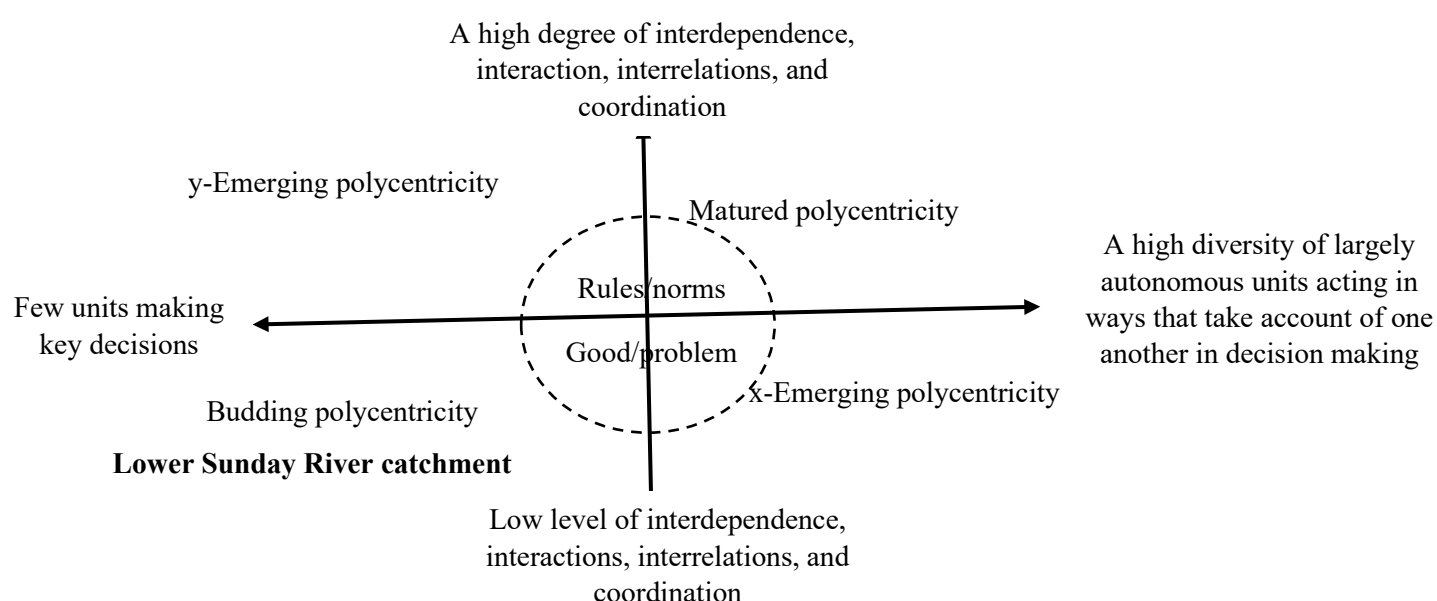 A high degree of interdependence,
interaction, interrelations, and
coordination
y-Emerging polycentricity
Matured polycentricity
A high diversity of largely
autonomous units acting in
ways that take account of one
another in decision making
Few units making
key decisions
Rules/norms
Good/problem
x-Emerging polycentricity
Budding polycentricity
Lower Sunday River catchment
Low level of interdependence,
interactions, interrelations, and
coordination